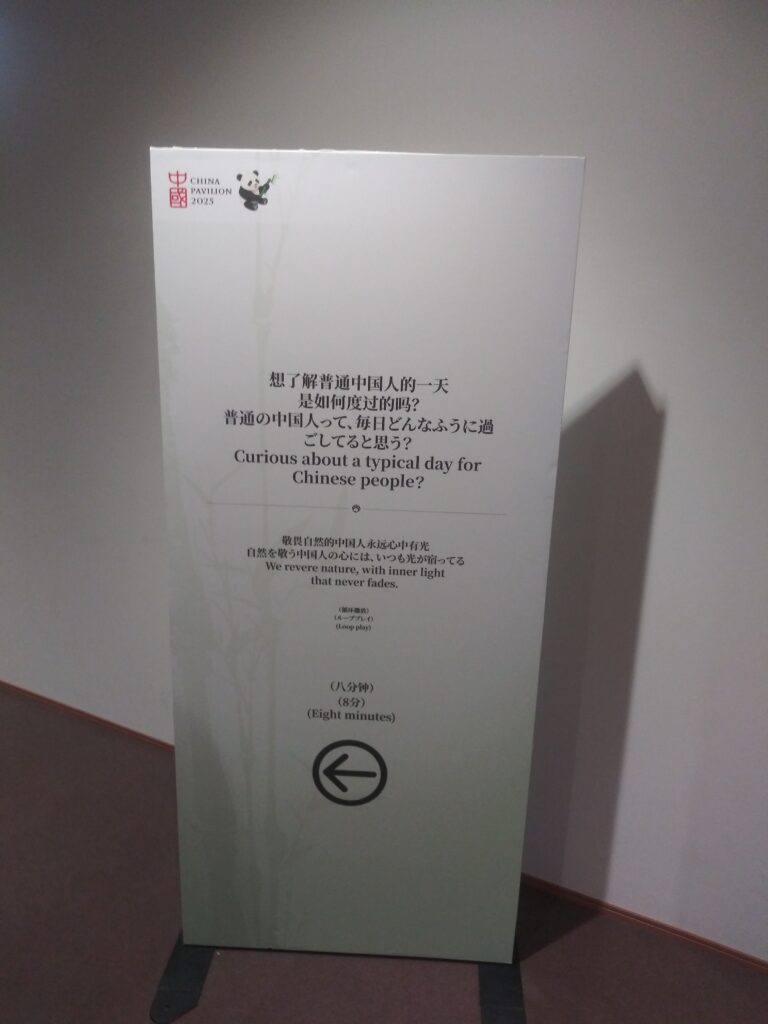 中國
CHINA
PAVILION
2025
想了解普通中国人的一天
是如何度过的吗?
普通の中国人って、毎日どんなふうに過
ごしてると思う?
Curious about a typical day for
Chinese people?
敬畏自然的中国人永远心中有光
自然を敬う中国人の心には、いつも光が宿ってる
We revere nature, with inner light
that never fades.
(循环播放)
(ループプレイ)
(Loop play)
(八分钟)
(8分)
(Eight minutes)